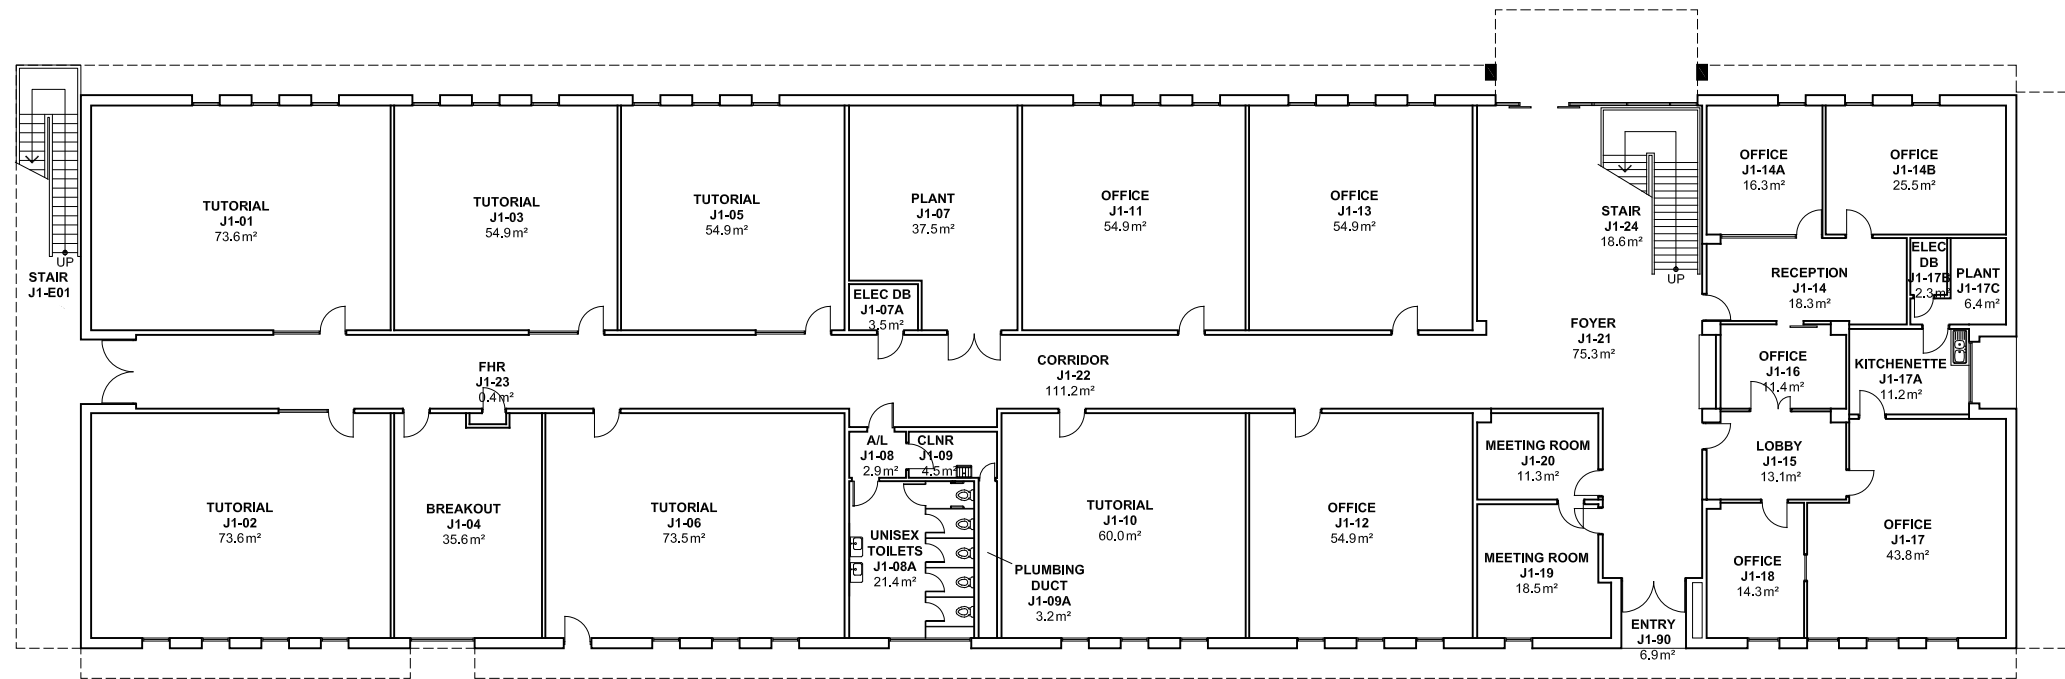 TUTORIAL
J1-01
73.6m²
TUTORIAL
J1-03
54.9m²
TUTORIAL
J1-05
54.9m²
PLANT
J1-07
37.5m²
OFFICE
J1-11
54.9m²
OFFICE
J1-13
54.9m²
STAIR
J1-24
18.6m²
UP
OFFICE
J1-14A
16.3m²
OFFICE
J1-14B
25.5m²
UP
STAIR
J1-E01
ELEC DB
J1-07A
3.5m²
RECEPTION
J1-14
18.3m²
ELEC
DB
J1-17B
2.3m²
PLANT
J1-17C
6.4m²
FHR
J1-23
0.4m²
CORRIDOR
J1-22
111.2m²
FOYER
J1-21
75.3m²
OFFICE
J1-16
11.4m²
KITCHENETTE
J1-17A
11.2m²
TUTORIAL
J1-02
73.6m²
BREAKOUT
J1-04
35.6m²
TUTORIAL
J1-06
73.5m²
A/L
J1-08
2.9m²
CLNR
J1-09
4.5m²
UNISEX
TOILETS
J1-08A
21.4m²
PLUMBING
DUCT
J1-09A
3.2m²
TUTORIAL
J1-10
60.0m²
OFFICE
J1-12
54.9m²
MEETING ROOM
J1-20
11.3m²
MEETING ROOM
J1-19
18.5m²
LOBBY
J1-15
13.1m²
OFFICE
J1-17
43.8m²
OFFICE
J1-18
14.3m²
ENTRY
J1-90
6.9m²